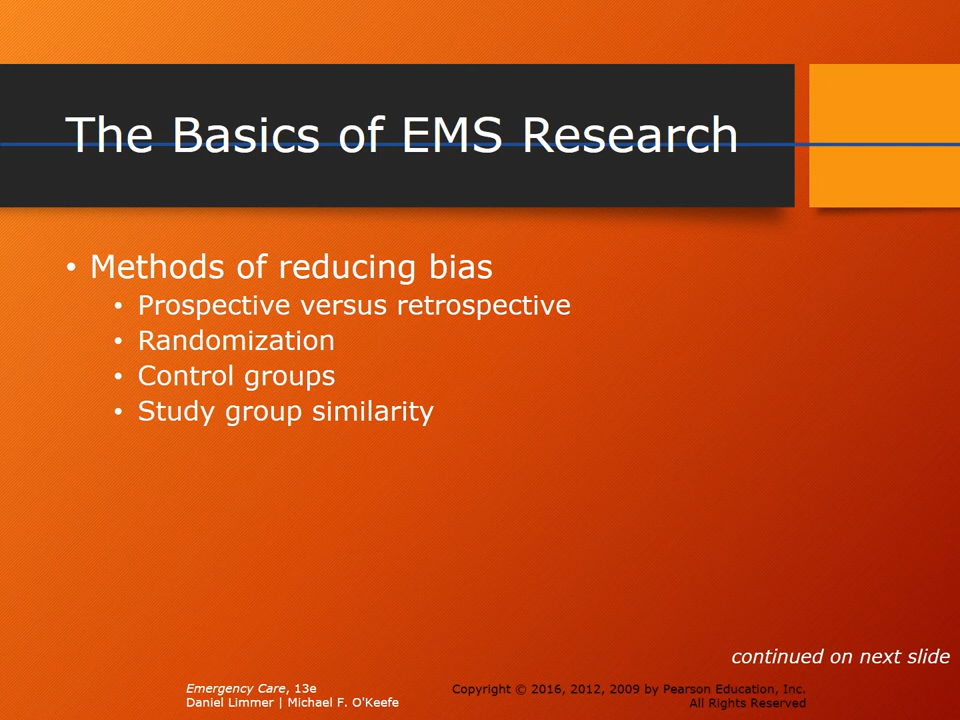 The Basics of EMS Research
• Methods of reducing bias
• Prospective versus retrospective
• Randomization
• Control groups
• Study group similarity
continued on next slide
Emergency Care, 13e
Daniel Limmer | Michael F. O'Keefe
Copyright © 2016, 2012, 2009 by Pearson Education, Inc.
All Rights Reserved